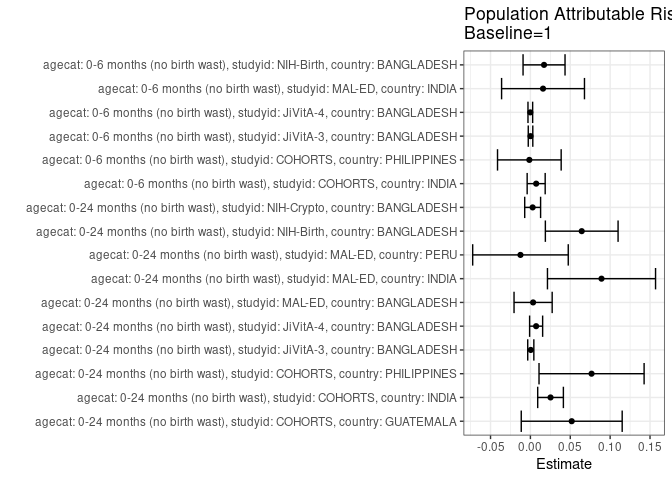 Population Attributable Ris
Baseline=1
agecat: 0-6 months (no birth wast), studyid: NIH-Birth, country: BANGLADESH
agecat: 0-6 months (no birth wast), studyid: MAL-ED, country: INDIA
agecat: 0-6 months (no birth wast), studyid: JiVitA-4, country: BANGLADESH
agecat: 0-6 months (no birth wast), studyid: JiVitA-3, country: BANGLADESH
agecat: 0-6 months (no birth wast), studyid: COHORTS, country: PHILIPPINES
agecat: 0-6 months (no birth wast), studyid: COHORTS, country: INDIA
agecat: 0-24 months (no birth wast), studyid: NIH-Crypto, country: BANGLADESH
agecat: 0-24 months (no birth wast), studyid: NIH-Birth, country: BANGLADESH
agecat: 0-24 months (no birth wast), studyid: MAL-ED, country: PERU
agecat: 0-24 months (no birth wast), studyid: MAL-ED, country: INDIA
agecat: 0-24 months (no birth wast), studyid: MAL-ED, country: BANGLADESH
agecat: 0-24 months (no birth wast), studyid: JiVitA-4, country: BANGLADESH
agecat: 0-24 months (no birth wast), studyid: JiVitA-3, country: BANGLADESH
agecat: 0-24 months (no birth wast), studyid: COHORTS, country: PHILIPPINES
agecat: 0-24 months (no birth wast), studyid: COHORTS, country: INDIA
agecat: 0-24 months (no birth wast), studyid: COHORTS, country: GUATEMALA
-0.05 0.00 0.05 0.10 0.15
Estimate